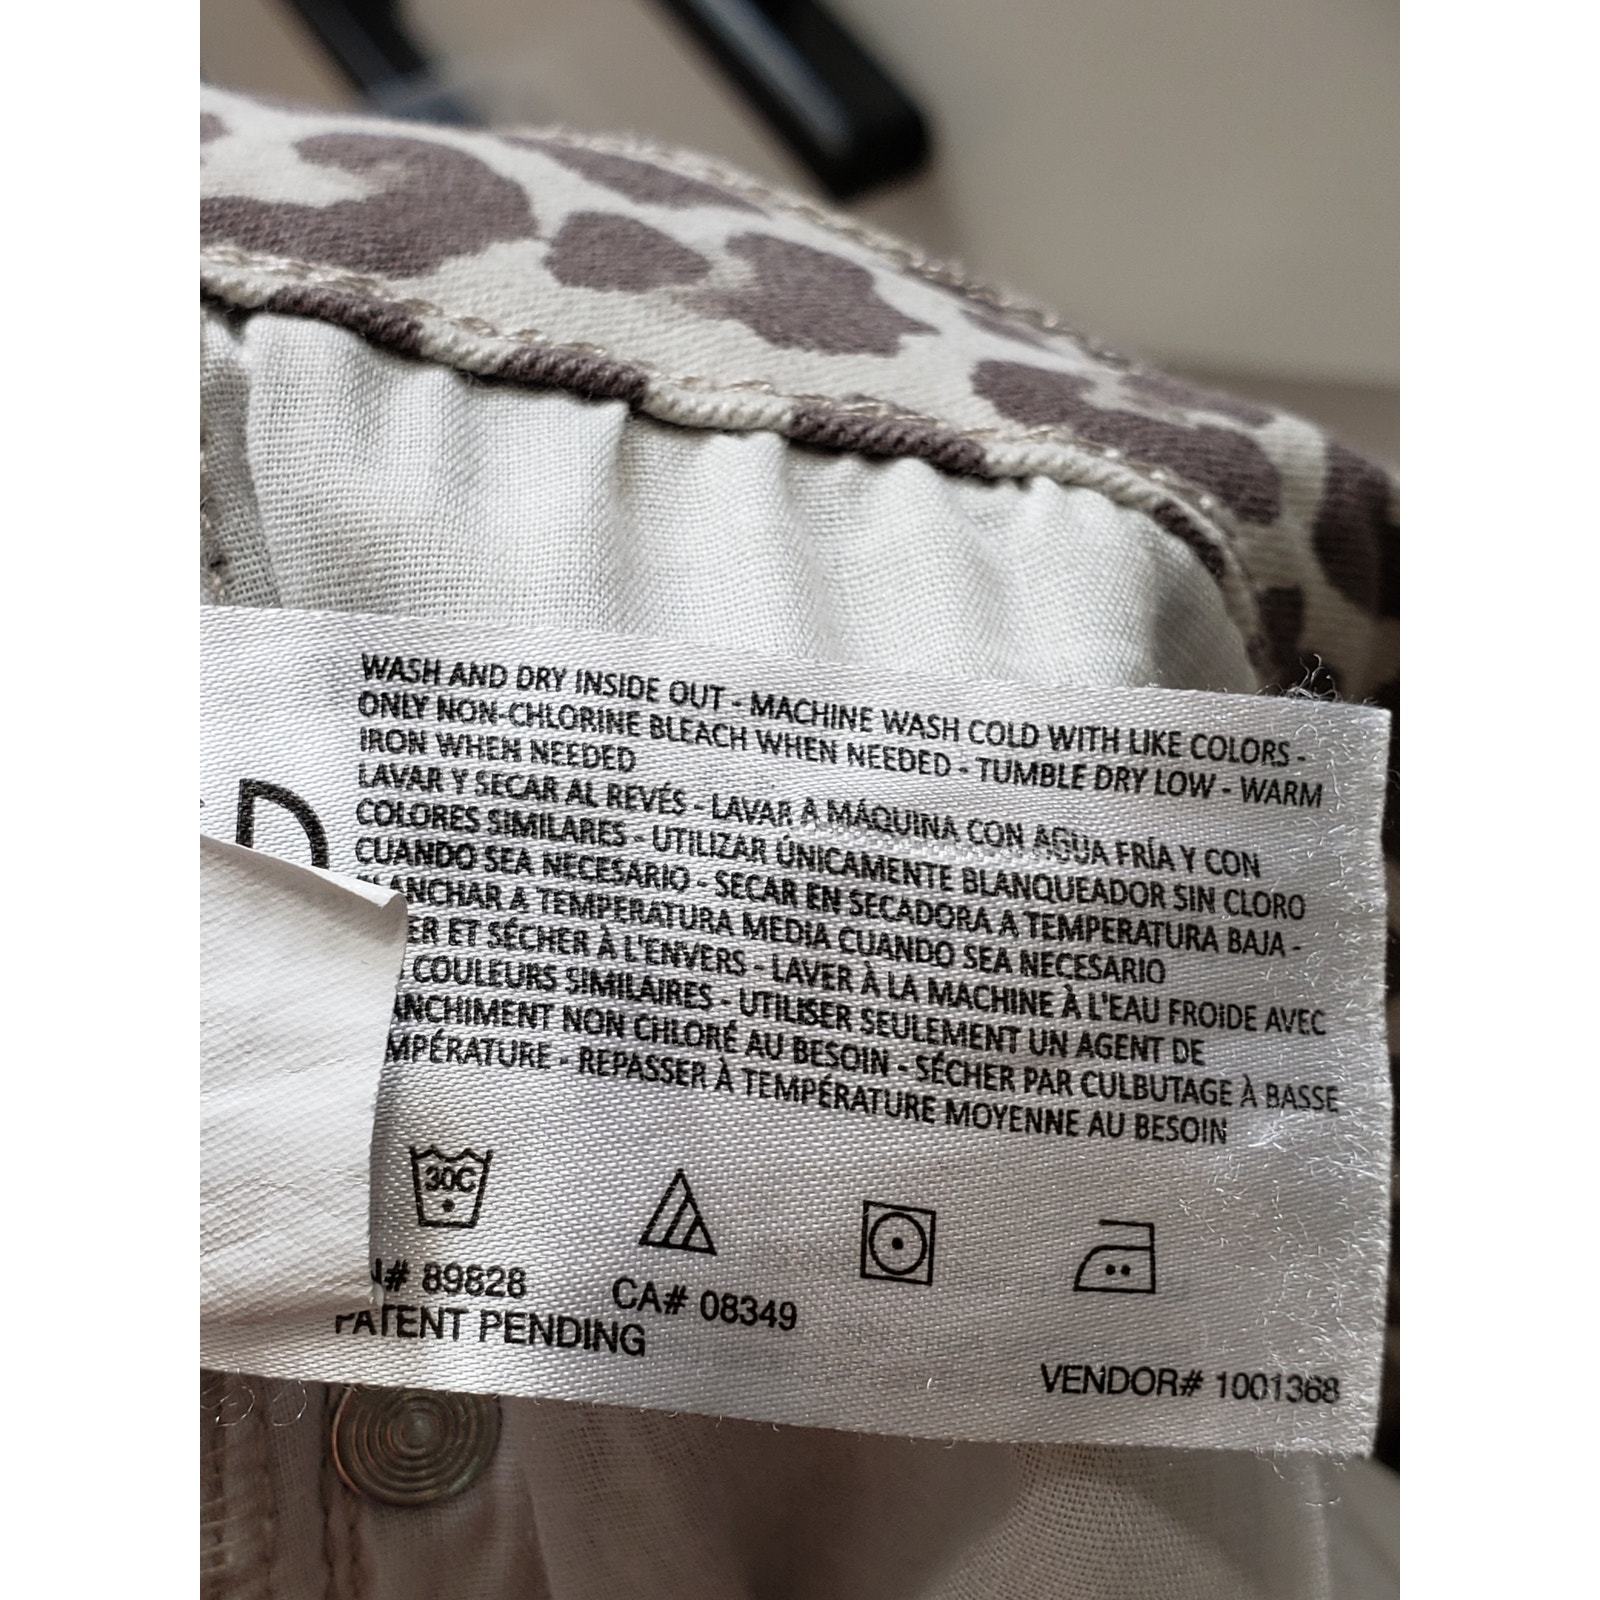 WASH AND DRY INSIDE OUT - MACHINE WASH COLD WITH LIKE COLORS -
ONLY NON-CHLORINE BLEACH WHEN NEEDED - TUMBLE DRY LOW - WARM
IRON WHEN NEEDED
LAVAR Y SECAR AL REVÉS - LAVAR A MÁQUINA CON AGUA FRÍA Y CON
COLORES SIMILARES - UTILIZAR ÚNICAMENTE BLANQUEADOR SIN CLORO
CUANDO SEA NECESARIO - SECAR EN SECADORA A TEMPERATURA BAJA -
ANCHAR A TEMPERATURA MEDIA CUANDO SEA NECESARIO
ER ET SÉCHER À L'ENVERS - LAVER À LA MACHINE À L'EAU FROIDE AVEC
COULEURS SIMILAIRES - UTILISER SEULEMENT UN AGENT DE
ANCHIMENT NON CHLORÉ AU BESOIN - SÉCHER PAR CULBUTAGE À BASSE
MPÉRATURE - REPASSER À TEMPÉRATURE MOYENNE AU BESOIN
D
30C
# 89828
CA# 08349
PATENT PENDING
VENDOR# 1001368